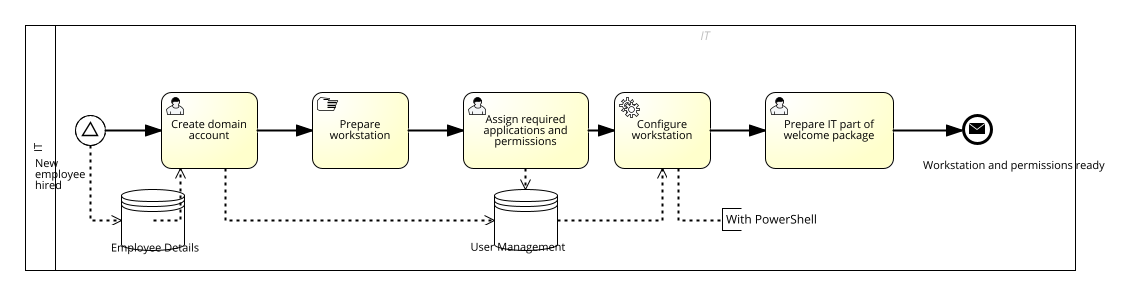 IT
IT
New
employee
hired
Create domain
account
Prepare
workstation
Assign required
applications and
permissions
Configure
workstation
Prepare IT part of
welcome package
Workstation and permissions ready
Employee Details
User Management
With PowerShell